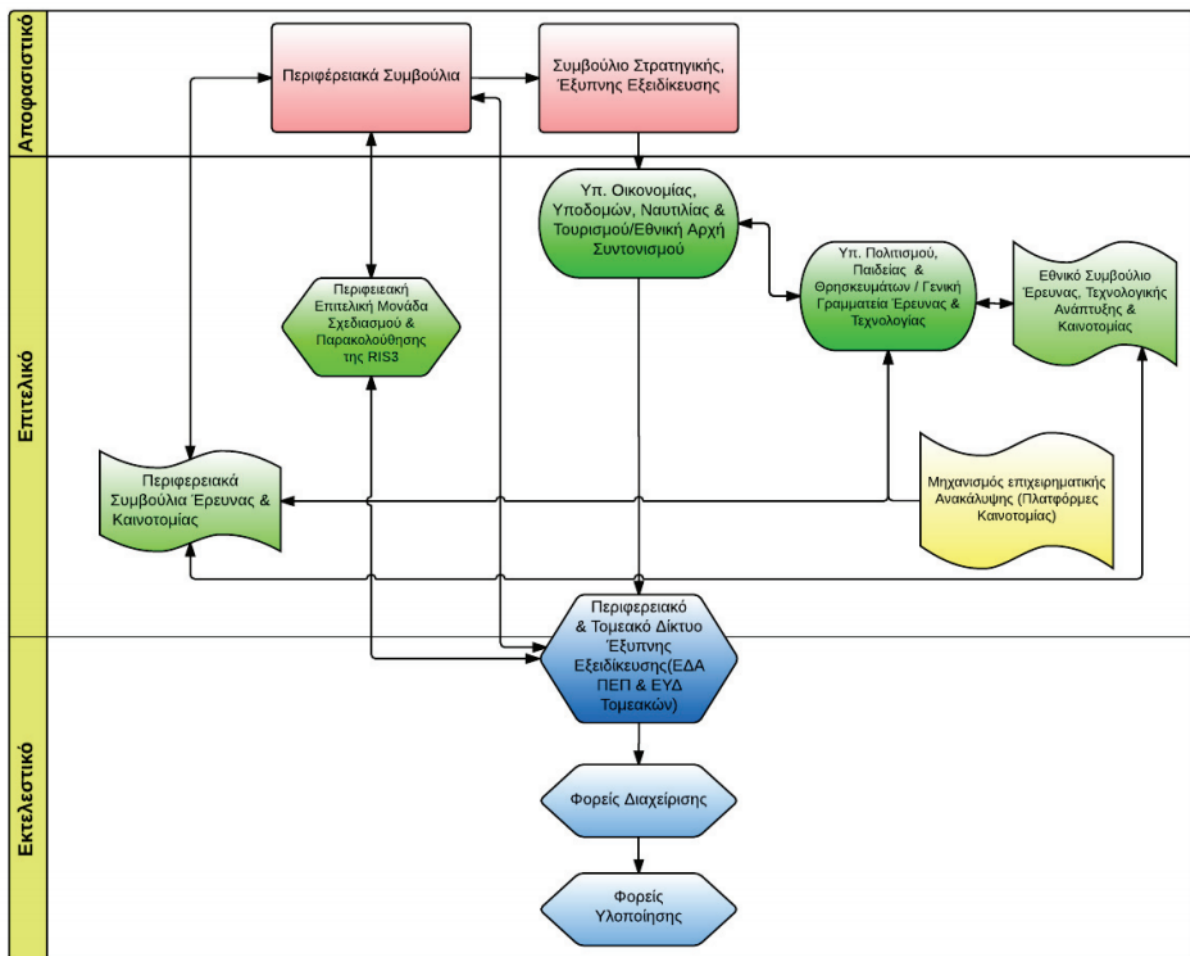 Αποφασιστικό
Περιφέρειακά Συμβούλια
Συμβούλιο Στρατηγικής,
Έξυπνης Εξειδίκευσης
Επιτελικό
Υπ. Οικονομίας,
Υποδομών, Ναυτιλίας &
Τουρισμού/Εθνική Αρχή
Συντονισμού
Υπ. Πολιτισμού,
Παιδείας &
Θρησκευμάτων / Γενική
Γραμματεία Έρευνας &
Τεχνολογίας
Εθνικό Συμβούλιο
Έρευνας, Τεχνολογικής
Ανάπτυξης &
Καινοτομίας
Περιφειεακή
Επιτελική Μονάδα
Σχεδιασμού &
Παρακολούθησης
της RIS3
Περιφερειακά
Συμβούλια Έρευνας &
Καινοτομίας
Μηχανισμός επιχειρηματικής
Ανακάλυψης (Πλατφόρμες
Καινοτομίας)
Εκτελεστικό
Περιφερειακό
& Τομεακό Δίκτυο
Έξυπνης
Εξειδίκευσης(ΕΔΑ
ΠΕΠ & ΕΥΔ
Τομεακών)
Φορείς Διαχείρισης
Φορείς
Υλοποίησης